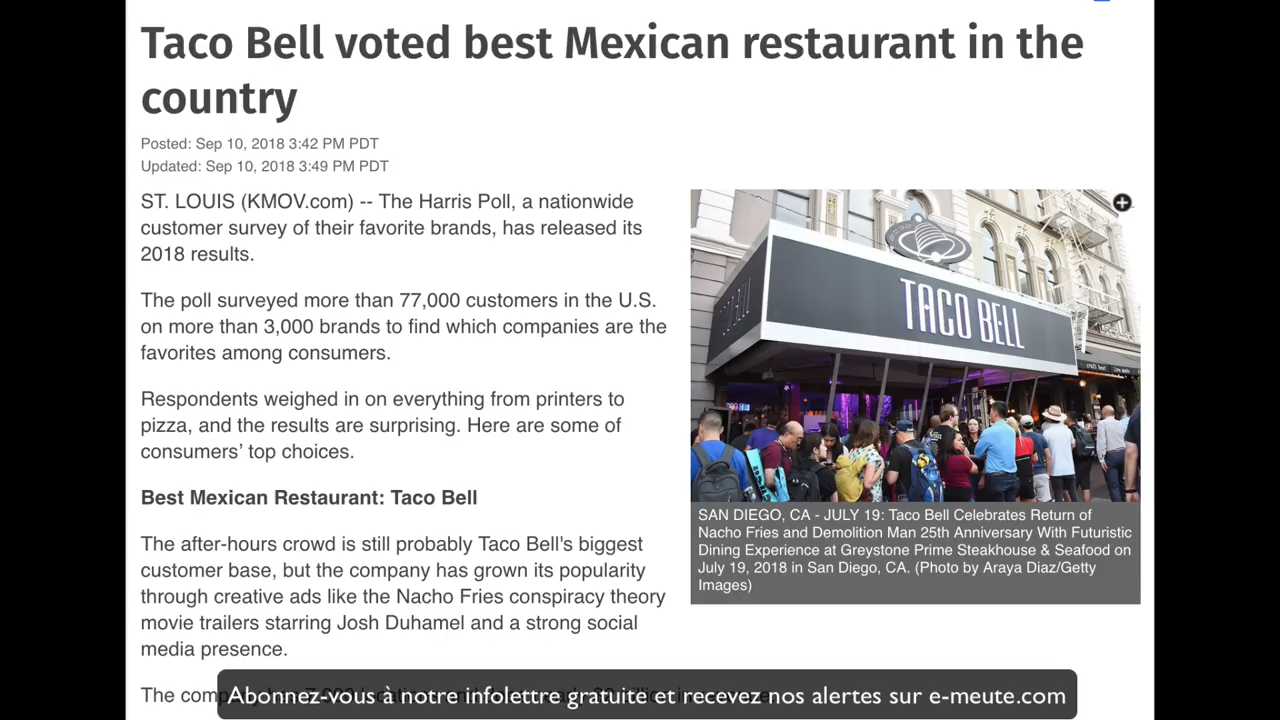 Taco Bell voted best Mexican restaurant in the
country
Posted: Sep 10, 2018 3:42 PM PDT
Updated: Sep 10, 2018 3:49 PM PDT
ST. LOUIS (KMOV.com) -- The Harris Poll, a nationwide
customer survey of their favorite brands, has released its
2018 results.
The poll surveyed more than 77,000 customers in the U.S.
on more than 3,000 brands to find which companies are the
favorites among consumers.
Respondents weighed in on everything from printers to
pizza, and the results are surprising. Here are some of
consumers’ top choices.
Best Mexican Restaurant: Taco Bell
The after-hours crowd is still probably Taco Bell's biggest
customer base, but the company has grown its popularity
through creative ads like the Nacho Fries conspiracy theory
movie trailers starring Josh Duhamel and a strong social
media presence.
The
TACO BELL
SAN DIEGO, CA - JULY 19: Taco Bell Celebrates Return of
Nacho Fries and Demolition Man 25th Anniversary With Futuristic
Dining Experience at Greystone Prime Steakhouse & Seafood on
July 19, 2018 in San Diego, CA. (Photo by Araya Diaz/Getty
Images)
Abonnez-vous à notre infolettre gratuite et recevez nos alertes sur e-meute.com